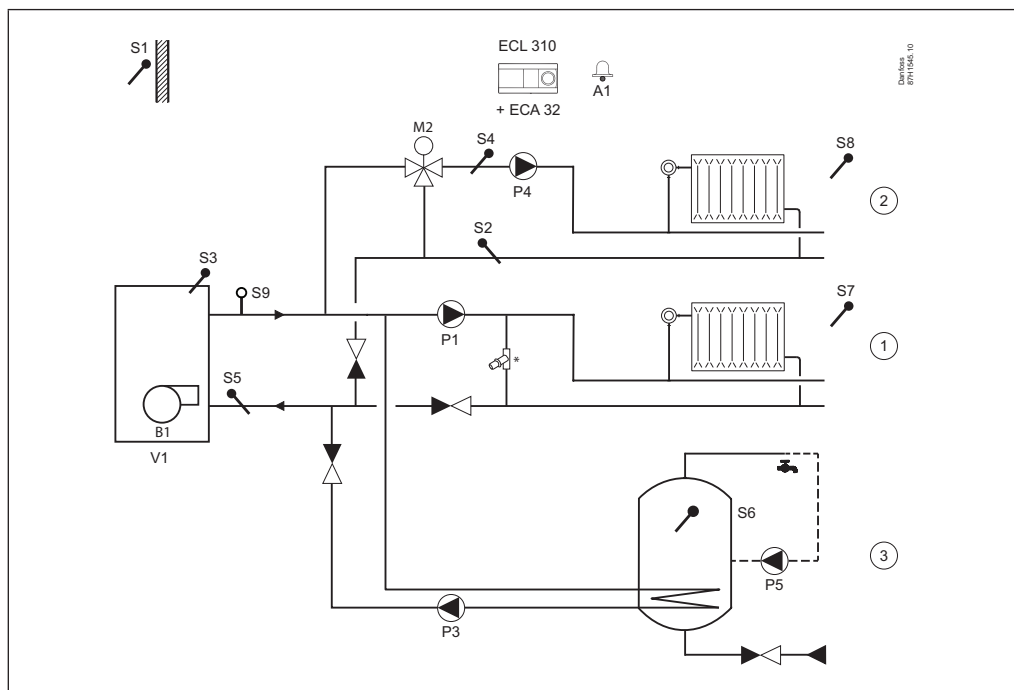 S1
ECL 310
A1
+ ECA 32
Danfoss
87H1545.10
M2
S4
P4
S8
2
S2
S3
S9
P1
S7
*
1
S5
B1
V1
S6
P5
3
P3